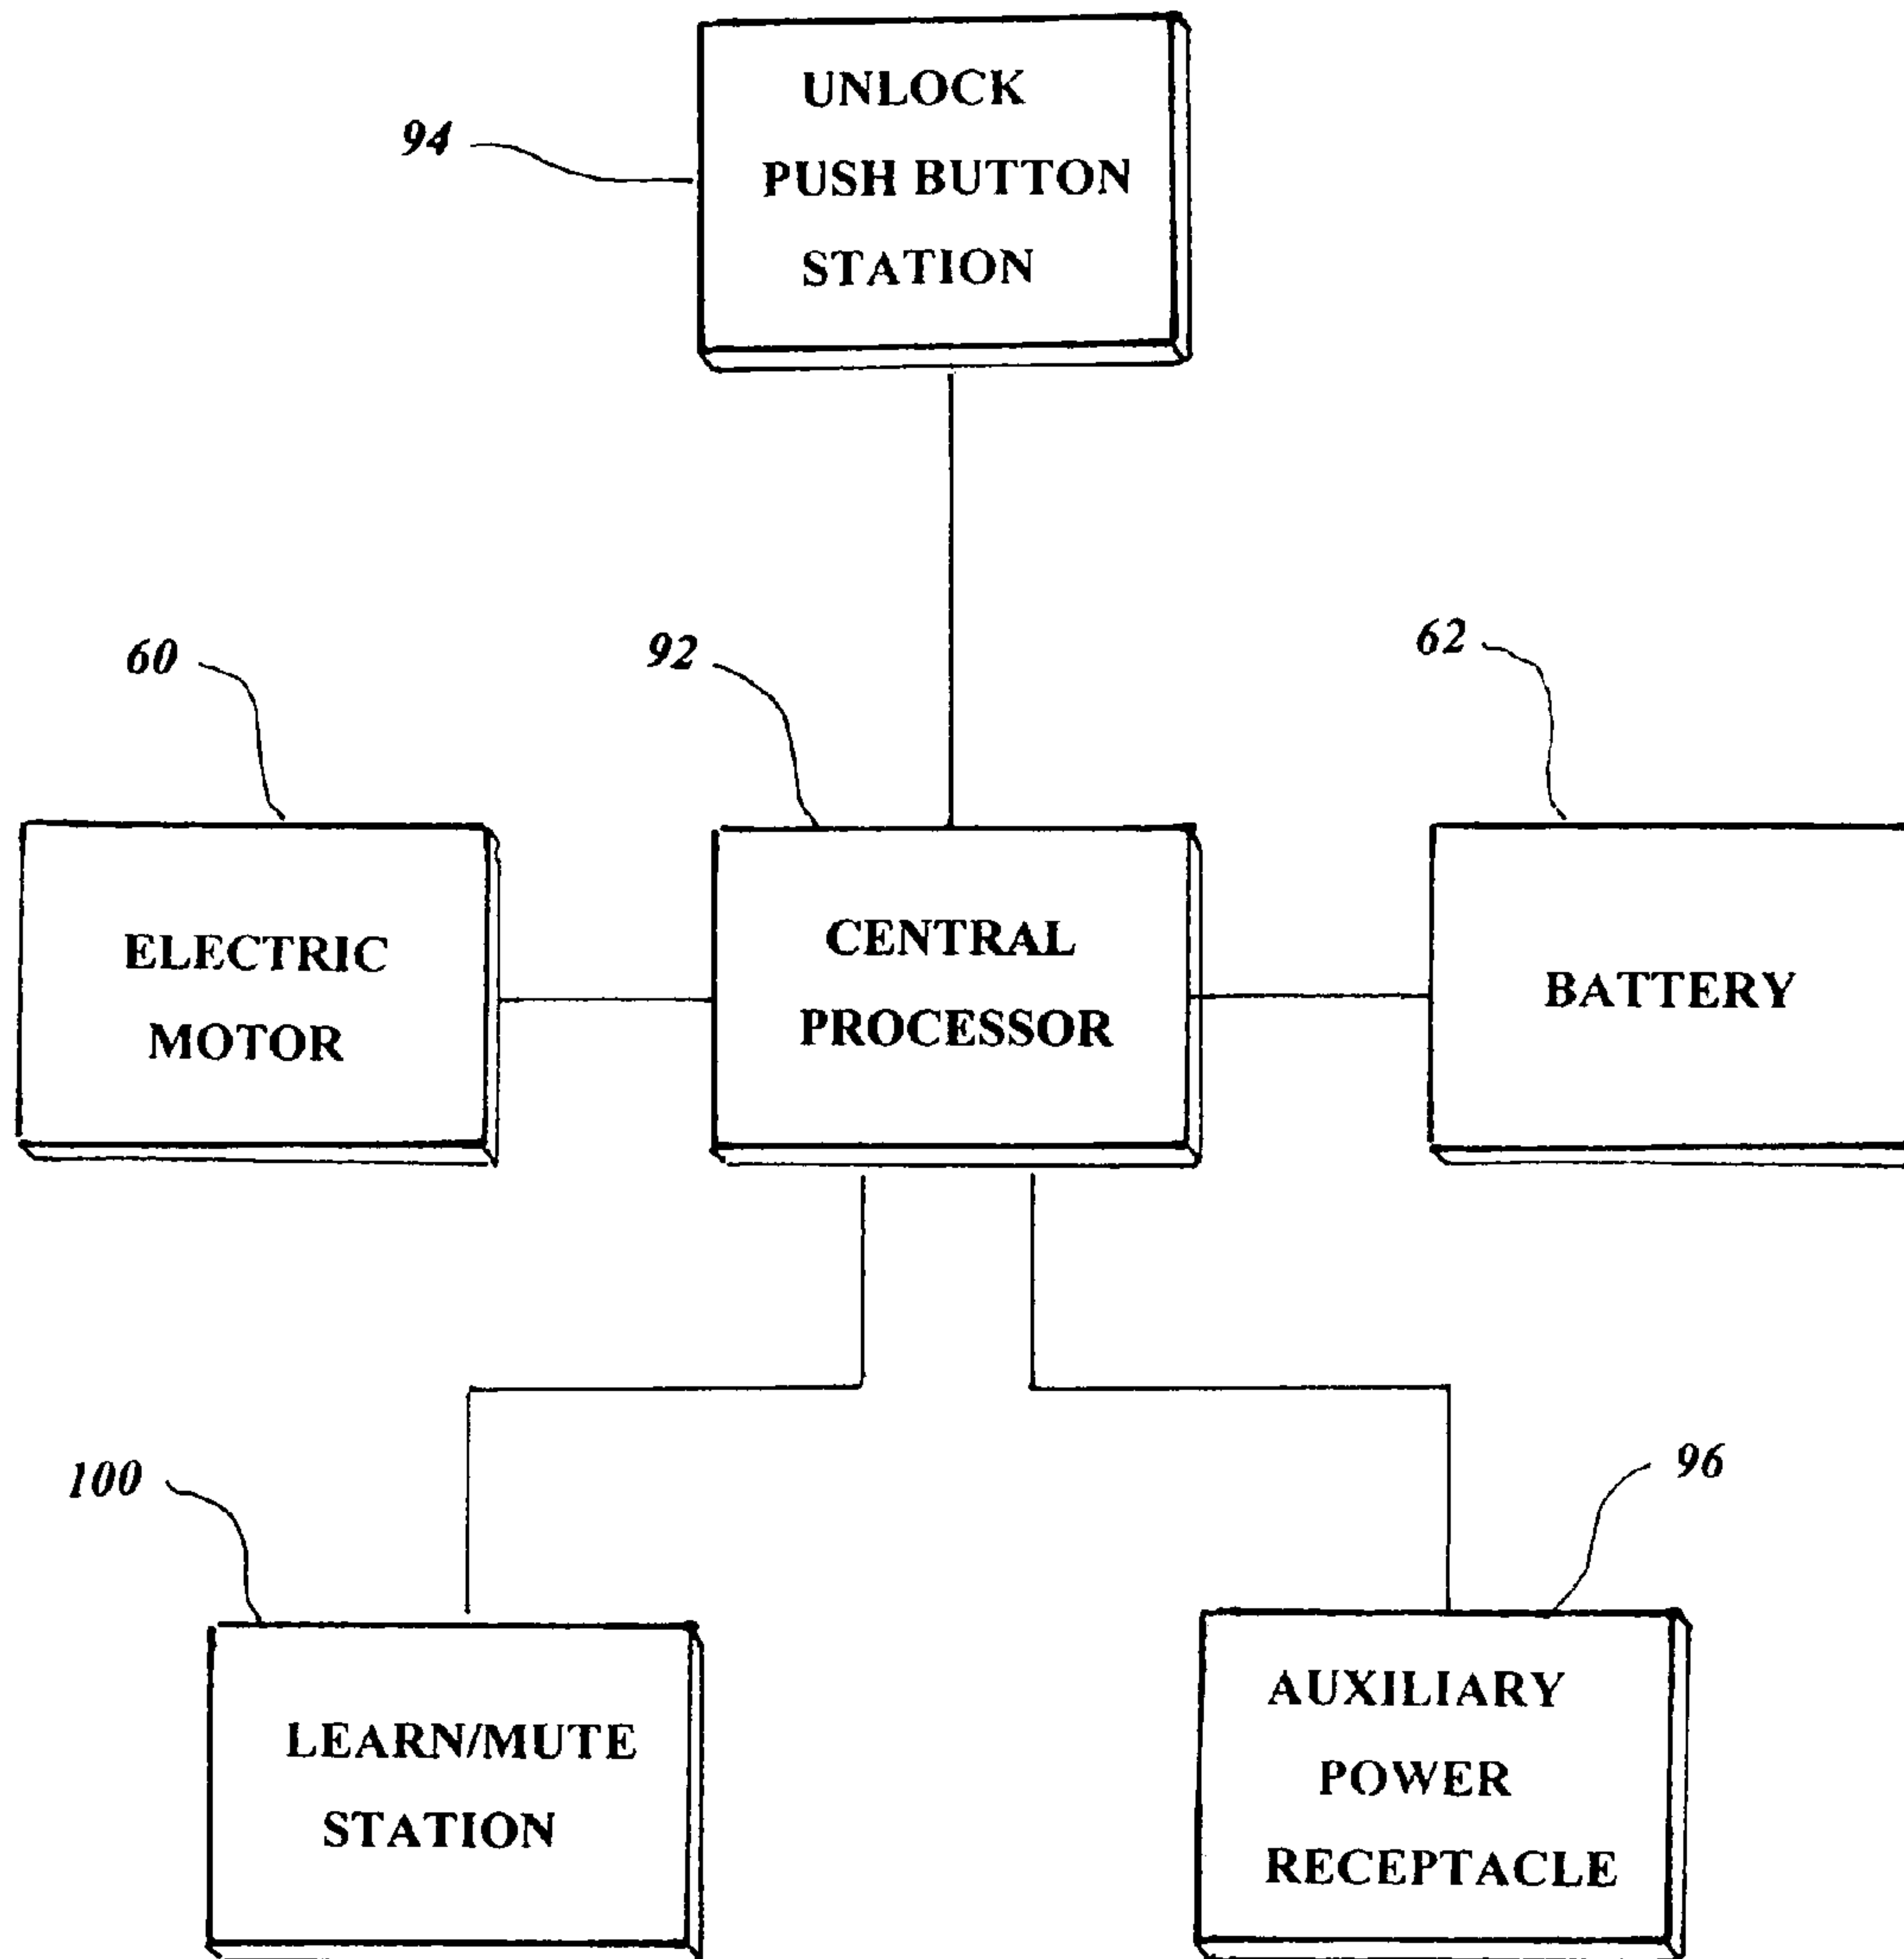 94
UNLOCK
PUSH BUTTON
STATION
60
92
62
ELECTRIC
MOTOR
CENTRAL
PROCESSOR
BATTERY
100
96
LEARN/MUTE
STATION
AUXILIARY
POWER
RECEPTACLE